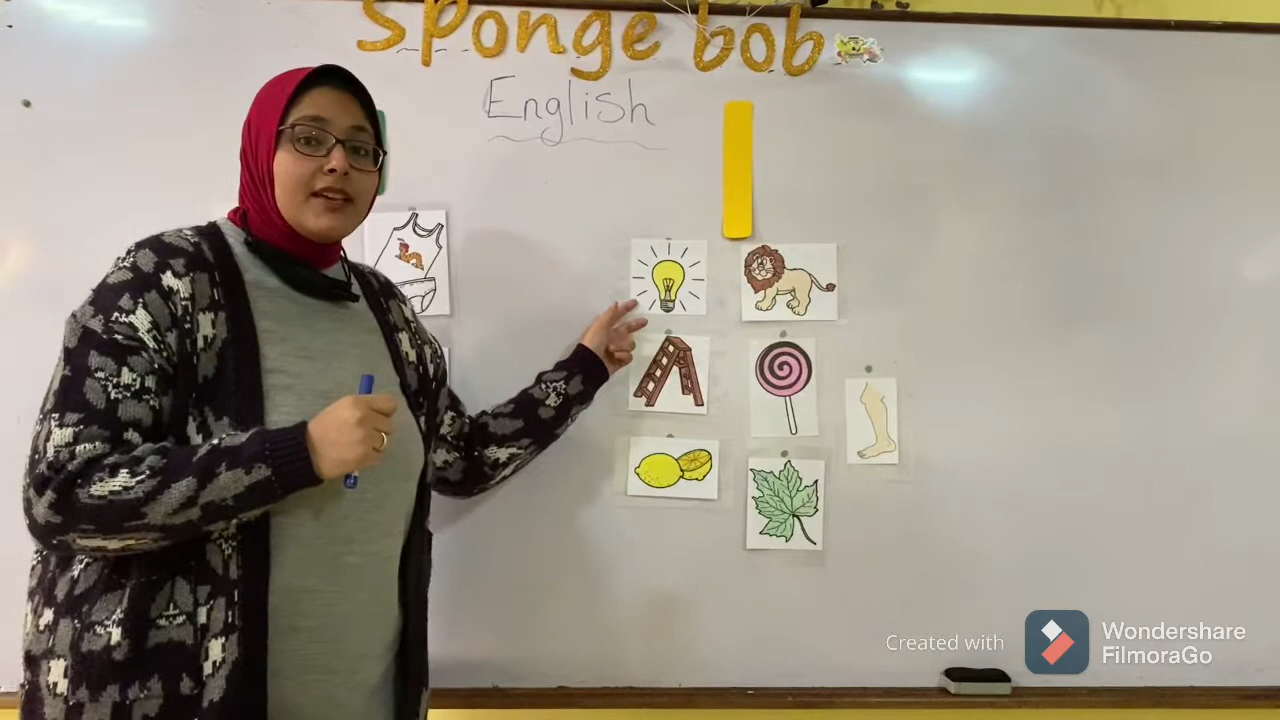 sponge bob
English
l
Created with
Wondershare
FilmoraGo